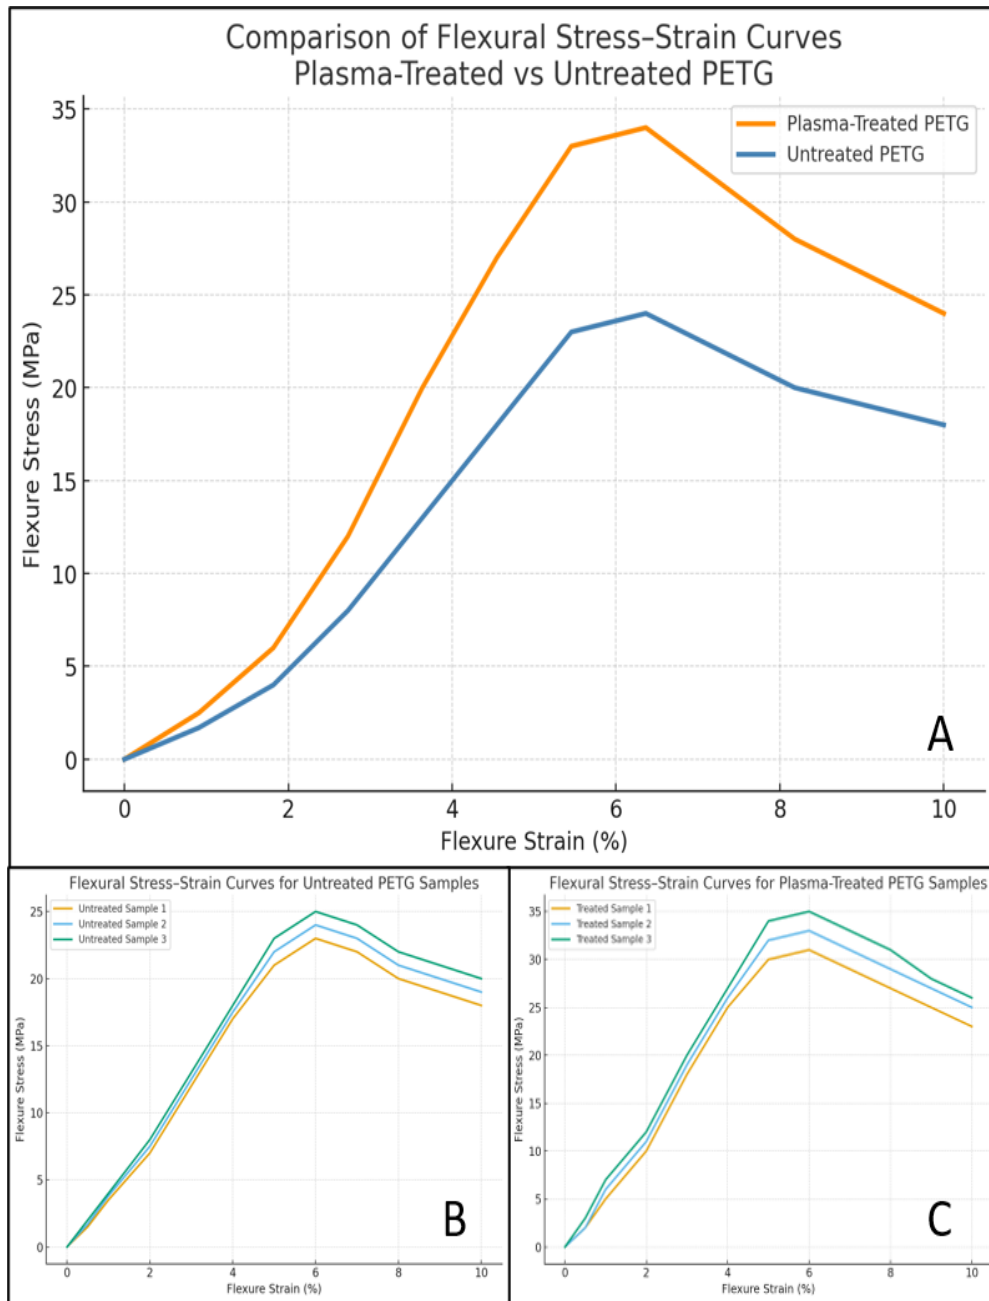 Comparison of Flexural Stress–Strain Curves
Plasma-Treated vs Untreated PETG
Plasma-Treated PETG
Untreated PETG
35
30
25
20
15
10
5
0
Flexure Stress (MPa)
0 2 4 6 8 10
Flexure Strain (%)
A
Flexural Stress–Strain Curves for Untreated PETG Samples
Untreated Sample 1
Untreated Sample 2
Untreated Sample 3
25
20
15
10
5
0
Flexure Stress (MPa)
0 2 4 6 8 10
Flexure Strain (%)
B
Flexural Stress–Strain Curves for Plasma-Treated PETG Samples
Treated Sample 1
Treated Sample 2
Treated Sample 3
35
30
25
20
15
10
5
0
Flexure Stress (MPa)
0 2 4 6 8 10
Flexure Strain (%)
C